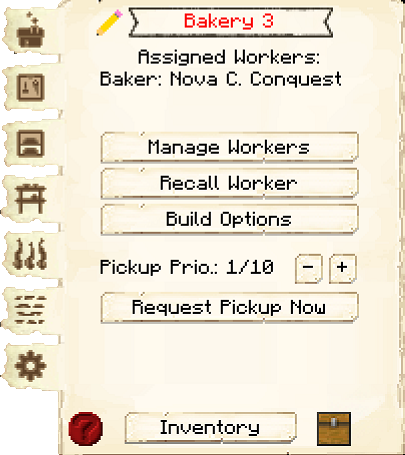 Bakery 3
Assigned Workers:
Baker: Nova C. Conquest
Manage Workers
Recall Worker
Build Options
Pickup Prio.: 1/10 - +
Request Pickup Now
? Inventory